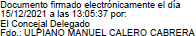 Documento firmado electrónicamente el día
15/12/2021 a las 13:05:37 por:
El Concejal Delegado
Fdo.: ULPIANO MANUEL CALERO CABRERA